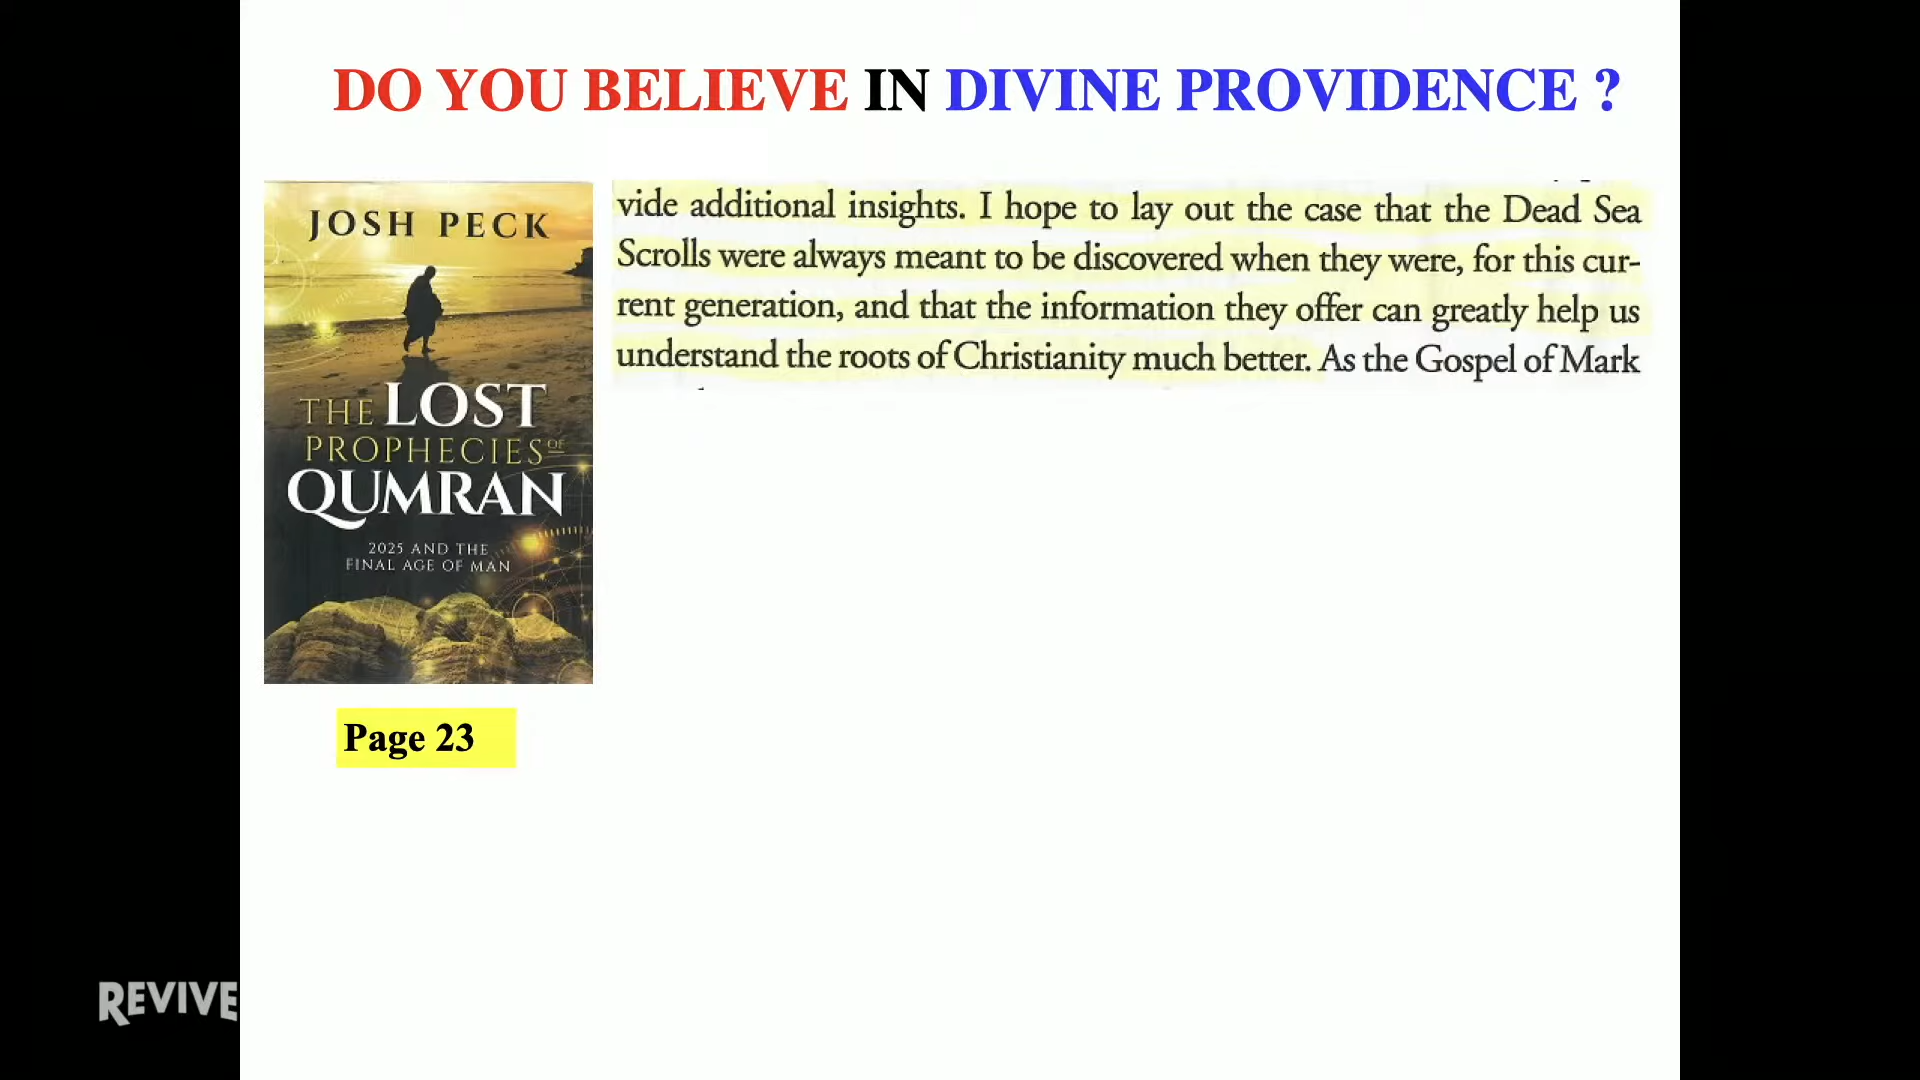 DO YOU BELIEVE IN DIVINE PROVIDENCE ?
JOSH PECK
THE LOST
PROPHECIES OF
QUMRAN
2025 AND THE
FINAL AGE OF MAN
Page 23
vide additional insights. I hope to lay out the case that the Dead Sea
Scrolls were always meant to be discovered when they were, for this cur-
rent generation, and that the information they offer can greatly help us
understand the roots of Christianity much better. As the Gospel of Mark
REVIVE